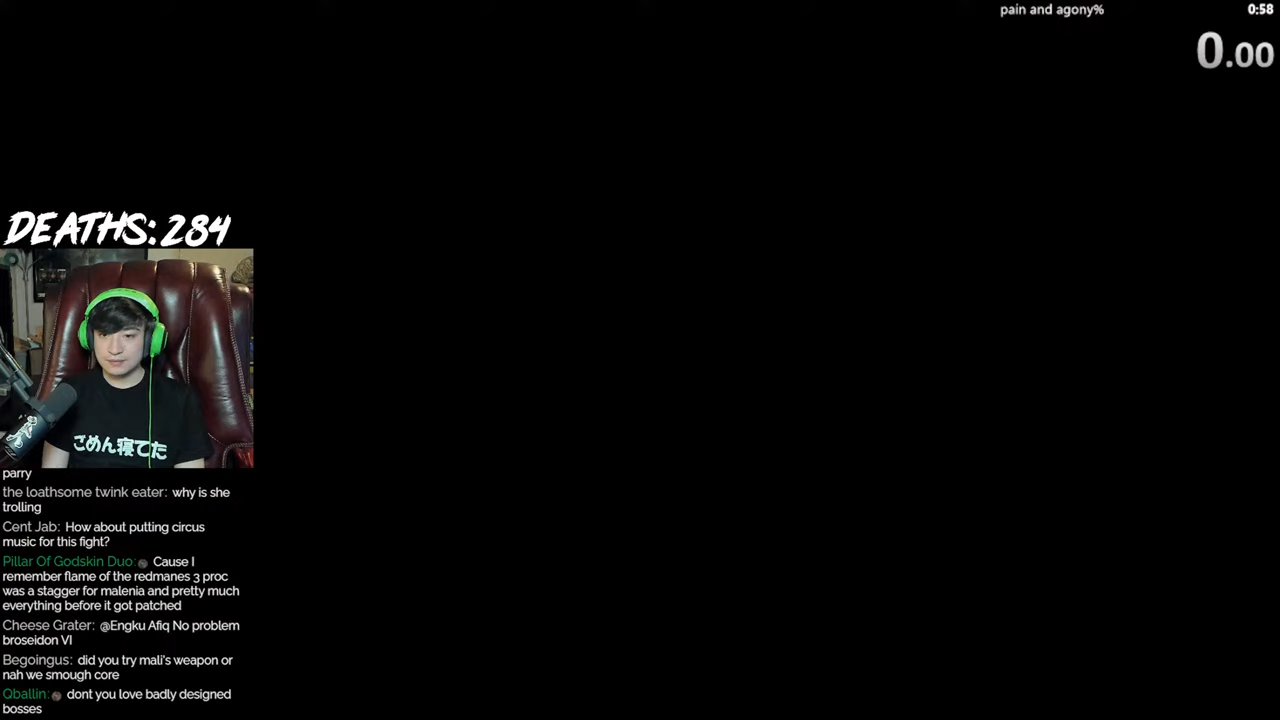 pain and agony%
0:58
0.00
DEATHS: 284
ごめん寝てた
parry
the loathsome twink eater: why is she
trolling
Cent Jab: How about putting circus
music for this fight?
Pillar Of Godskin Duo: Cause I
remember flame of the redmanes 3 proc
was a stagger for malenia and pretty much
everything before it got patched
Cheese Grater: @Engku Afiq No problem
broseidon VI
Begoingus: did you try mali's weapon or
nah we smough core
Qballin: dont you love badly designed
bosses